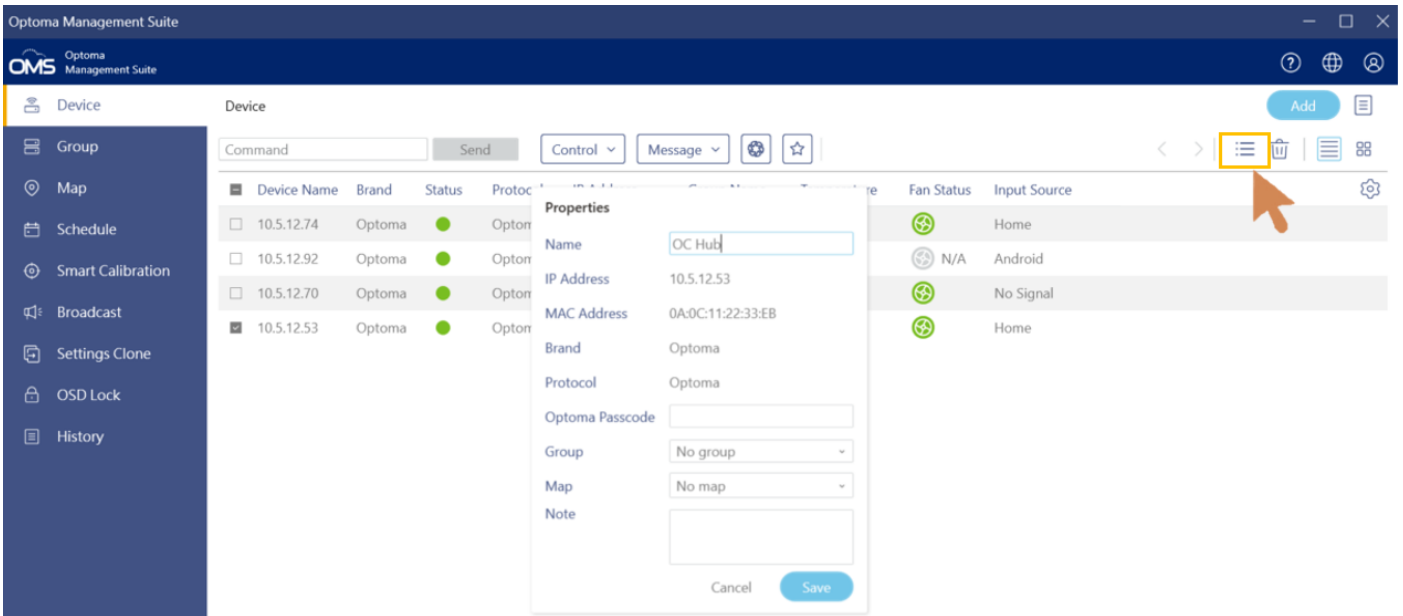 Optoma Management Suite
OMS Optoma
Management Suite
Device
Group
Map
Schedule
Smart Calibration
Broadcast
Settings Clone
OSD Lock
History
Device Add
Command Send Control Message
Device Name Brand Status Fan Status Input Source
10.5.12.74 Optoma Home
10.5.12.92 Optoma N/A Android
10.5.12.70 Optoma No Signal
10.5.12.53 Optoma Home
Properties
Name OC Hub
IP Address 10.5.12.53
MAC Address 0A:0C:11:22:33:EB
Brand Optoma
Protocol Optoma
Optoma Passcode
Group No group
Map No map
Note
Cancel Save